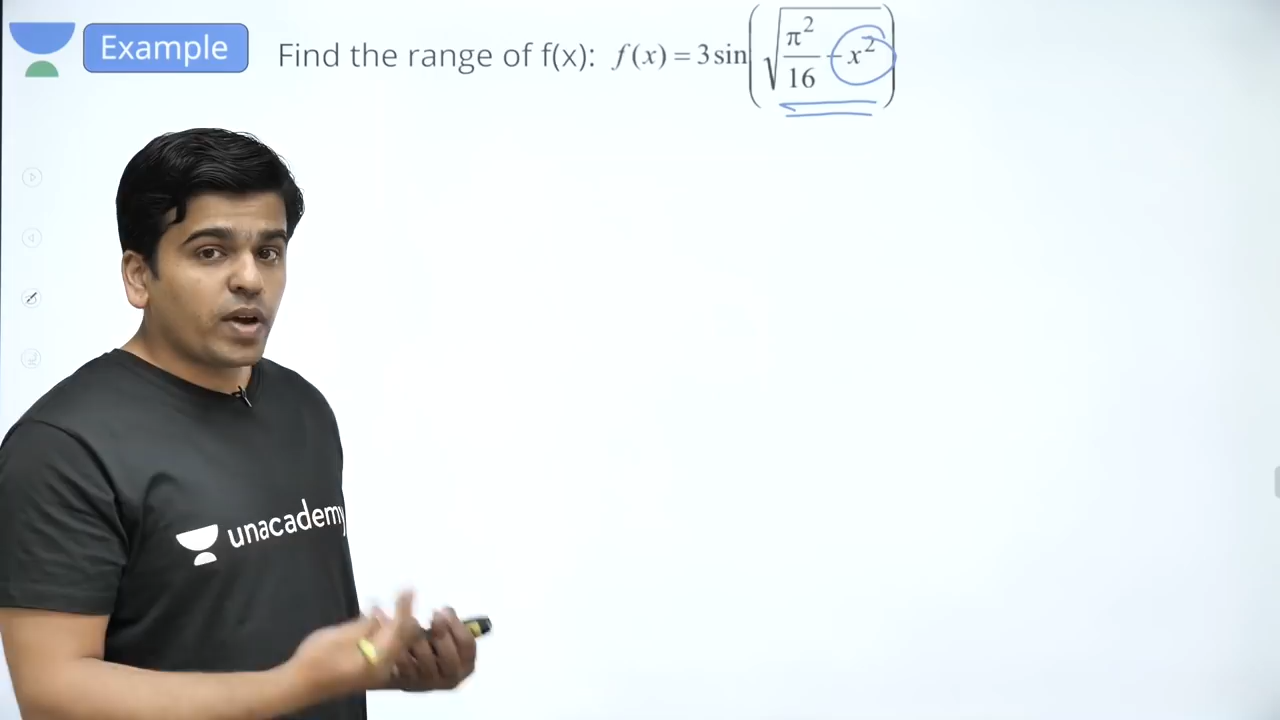 Example Find the range of f(x): f(x) = 3 sin(√(π²/16 − x²))
unacademy